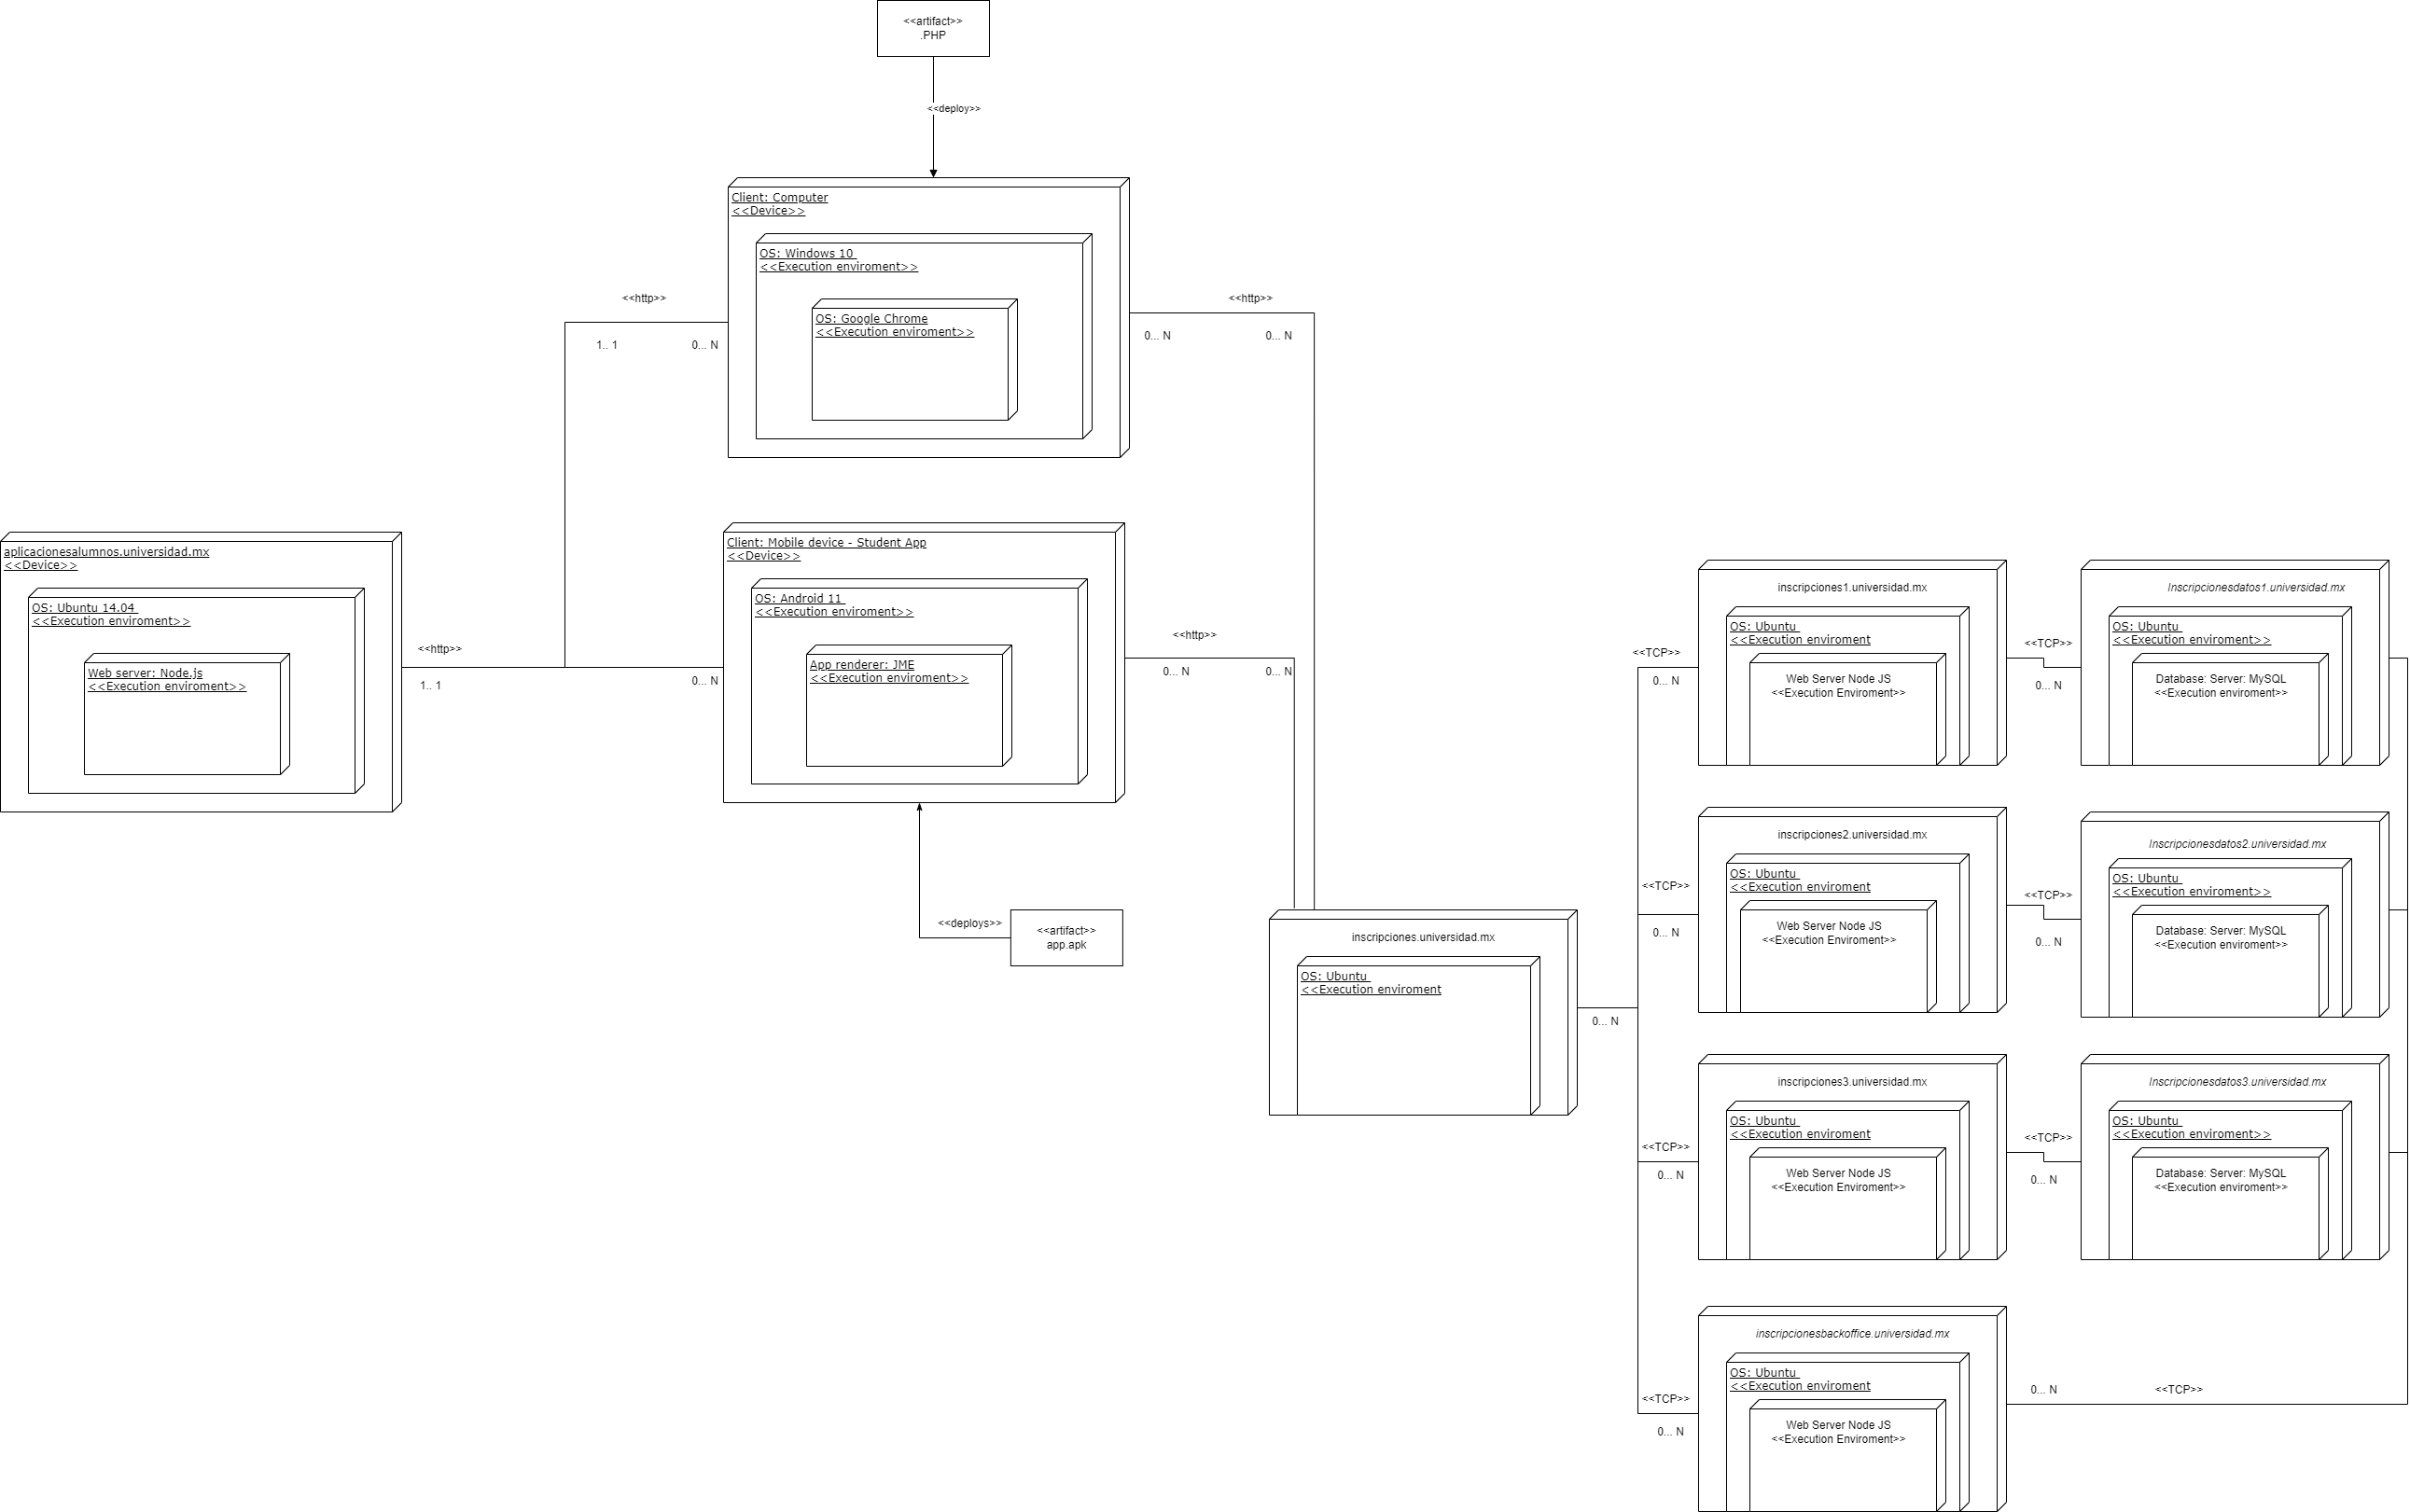 <<artifact>>
.PHP
<<deploy>>
Client: Computer
<<Device>>
OS: Windows 10
<<Execution enviroment>>
OS: Google Chrome
<<Execution enviroment>>
<<http>>
1.. 1
0... N
<<http>>
0... N
0... N
aplicacionesalumnos.universidad.mx
<<Device>>
OS: Ubuntu 14.04
<<Execution enviroment>>
Web server: Node.js
<<Execution enviroment>>
<<http>>
1.. 1
0... N
Client: Mobile device - Student App
<<Device>>
OS: Android 11
<<Execution enviroment>>
App renderer: JME
<<Execution enviroment>>
<<http>>
0... N
0... N
<<deploys>>
<<artifact>>
app.apk
inscripciones.universidad.mx
OS: Ubuntu
<<Execution enviroment
0... N
<<TCP>>
0... N
inscripciones1.universidad.mx
OS: Ubuntu
<<Execution enviroment
Web Server Node JS
<<Execution Enviroment>>
<<TCP>>
0... N
Inscripcionesdatos1.universidad.mx
OS: Ubuntu
<<Execution enviroment>>
Database: Server: MySQL
<<Execution enviroment>>
<<TCP>>
0... N
inscripciones2.universidad.mx
OS: Ubuntu
<<Execution enviroment
Web Server Node JS
<<Execution Enviroment>>
<<TCP>>
0... N
Inscripcionesdatos2.universidad.mx
OS: Ubuntu
<<Execution enviroment>>
Database: Server: MySQL
<<Execution enviroment>>
<<TCP>>
0... N
inscripciones3.universidad.mx
OS: Ubuntu
<<Execution enviroment
Web Server Node JS
<<Execution Enviroment>>
<<TCP>>
0... N
Inscripcionesdatos3.universidad.mx
OS: Ubuntu
<<Execution enviroment>>
Database: Server: MySQL
<<Execution enviroment>>
<<TCP>>
0... N
inscripcionesbackoffice.universidad.mx
OS: Ubuntu
<<Execution enviroment
Web Server Node JS
<<Execution Enviroment>>
0... N
<<TCP>>